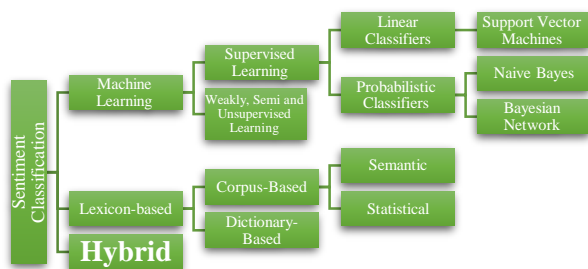 Sentiment
Classification
Machine
Learning
Supervised
Learning
Linear
Classifiers
Support Vector
Machines
Probabilistic
Classifiers
Naive Bayes
Bayesian
Network
Weakly, Semi and
Unsupervised
Learning
Lexicon-based
Corpus-Based
Semantic
Statistical
Dictionary-
Based
Hybrid